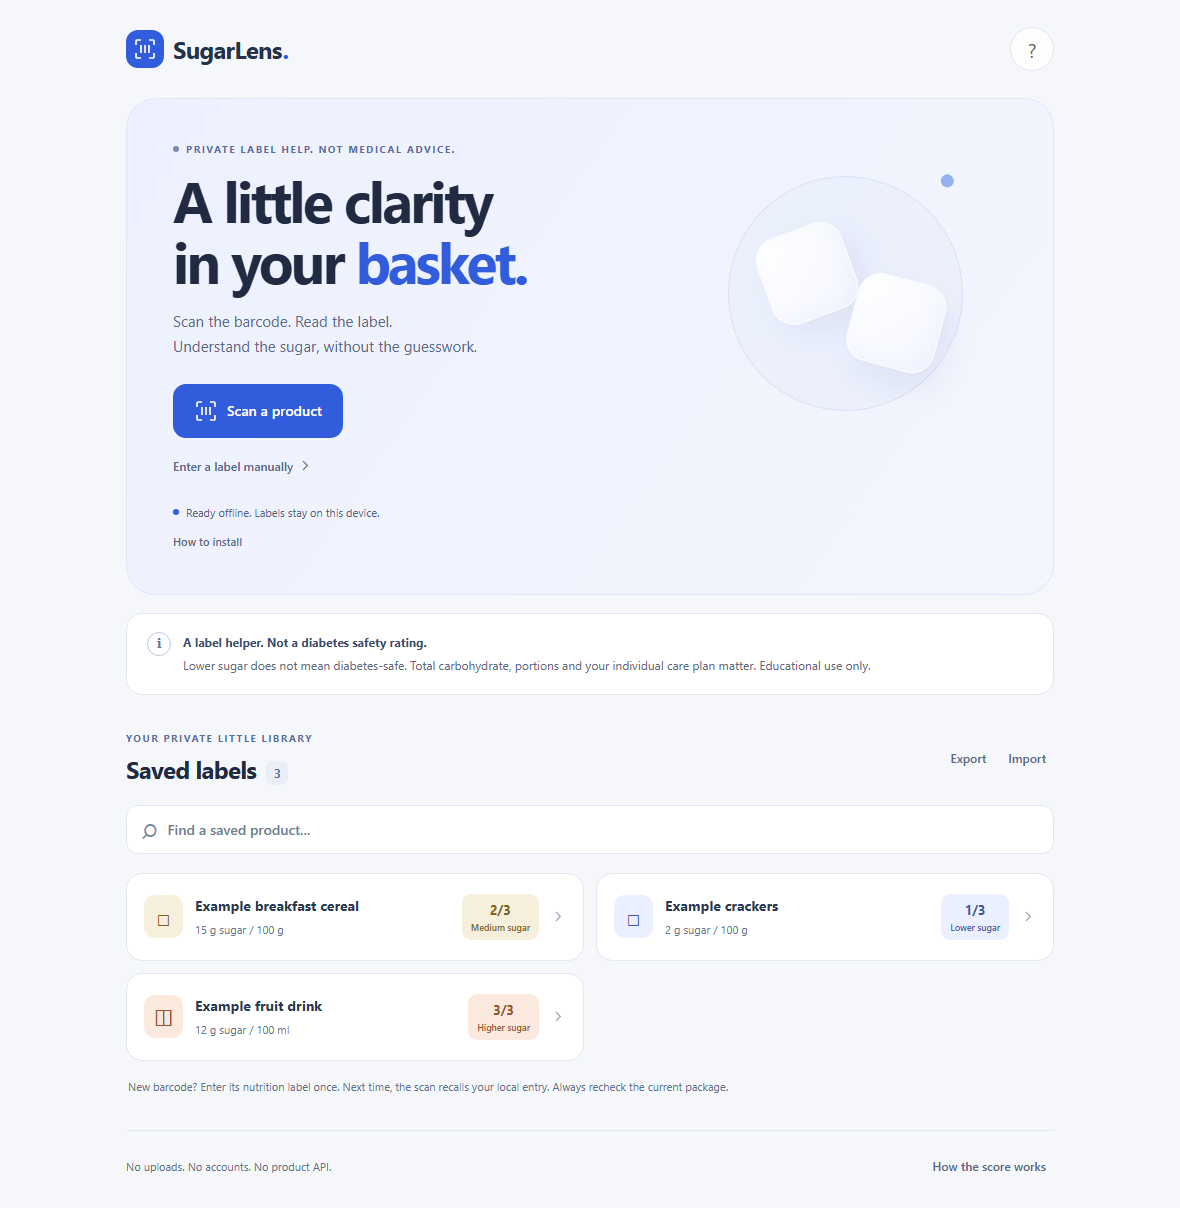 SugarLens.
?
PRIVATE LABEL HELP. NOT MEDICAL ADVICE.
A little clarity
in your basket.
Scan the barcode. Read the label.
Understand the sugar, without the guesswork.
Scan a product
Enter a label manually
Ready offline. Labels stay on this device.
How to install
i
A label helper. Not a diabetes safety rating.
Lower sugar does not mean diabetes-safe. Total carbohydrate, portions and your individual care plan matter. Educational use only.
YOUR PRIVATE LITTLE LIBRARY
Saved labels 3
Export Import
Find a saved product...
Example breakfast cereal
15 g sugar / 100 g
2/3
Medium sugar
Example crackers
2 g sugar / 100 g
1/3
Lower sugar
Example fruit drink
12 g sugar / 100 ml
3/3
Higher sugar
New barcode? Enter its nutrition label once. Next time, the scan recalls your local entry. Always recheck the current package.
No uploads. No accounts. No product API.
How the score works